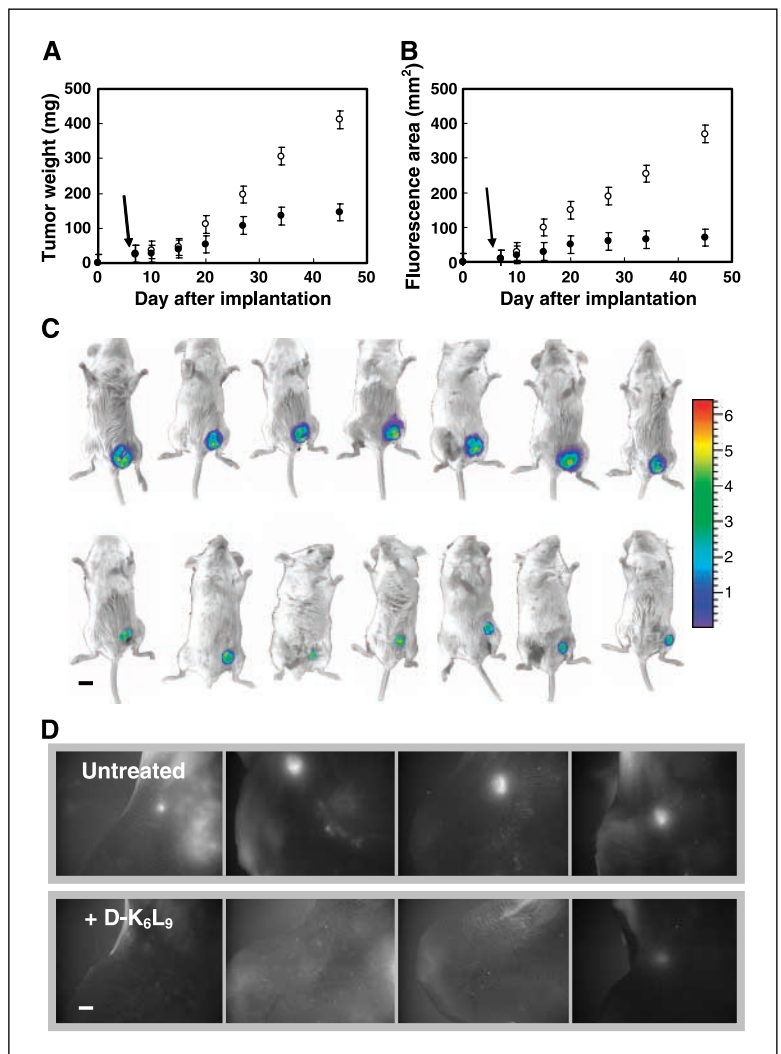 A
Tumor weight (mg)
500
400
300
200
100
0
0 10 20 30 40 50
Day after implantation
B
Fluorescence area (mm²)
500
400
300
200
100
0
0 10 20 30 40 50
Day after implantation
C
6
5
4
3
2
1
D
Untreated
+ D-K₆L₉